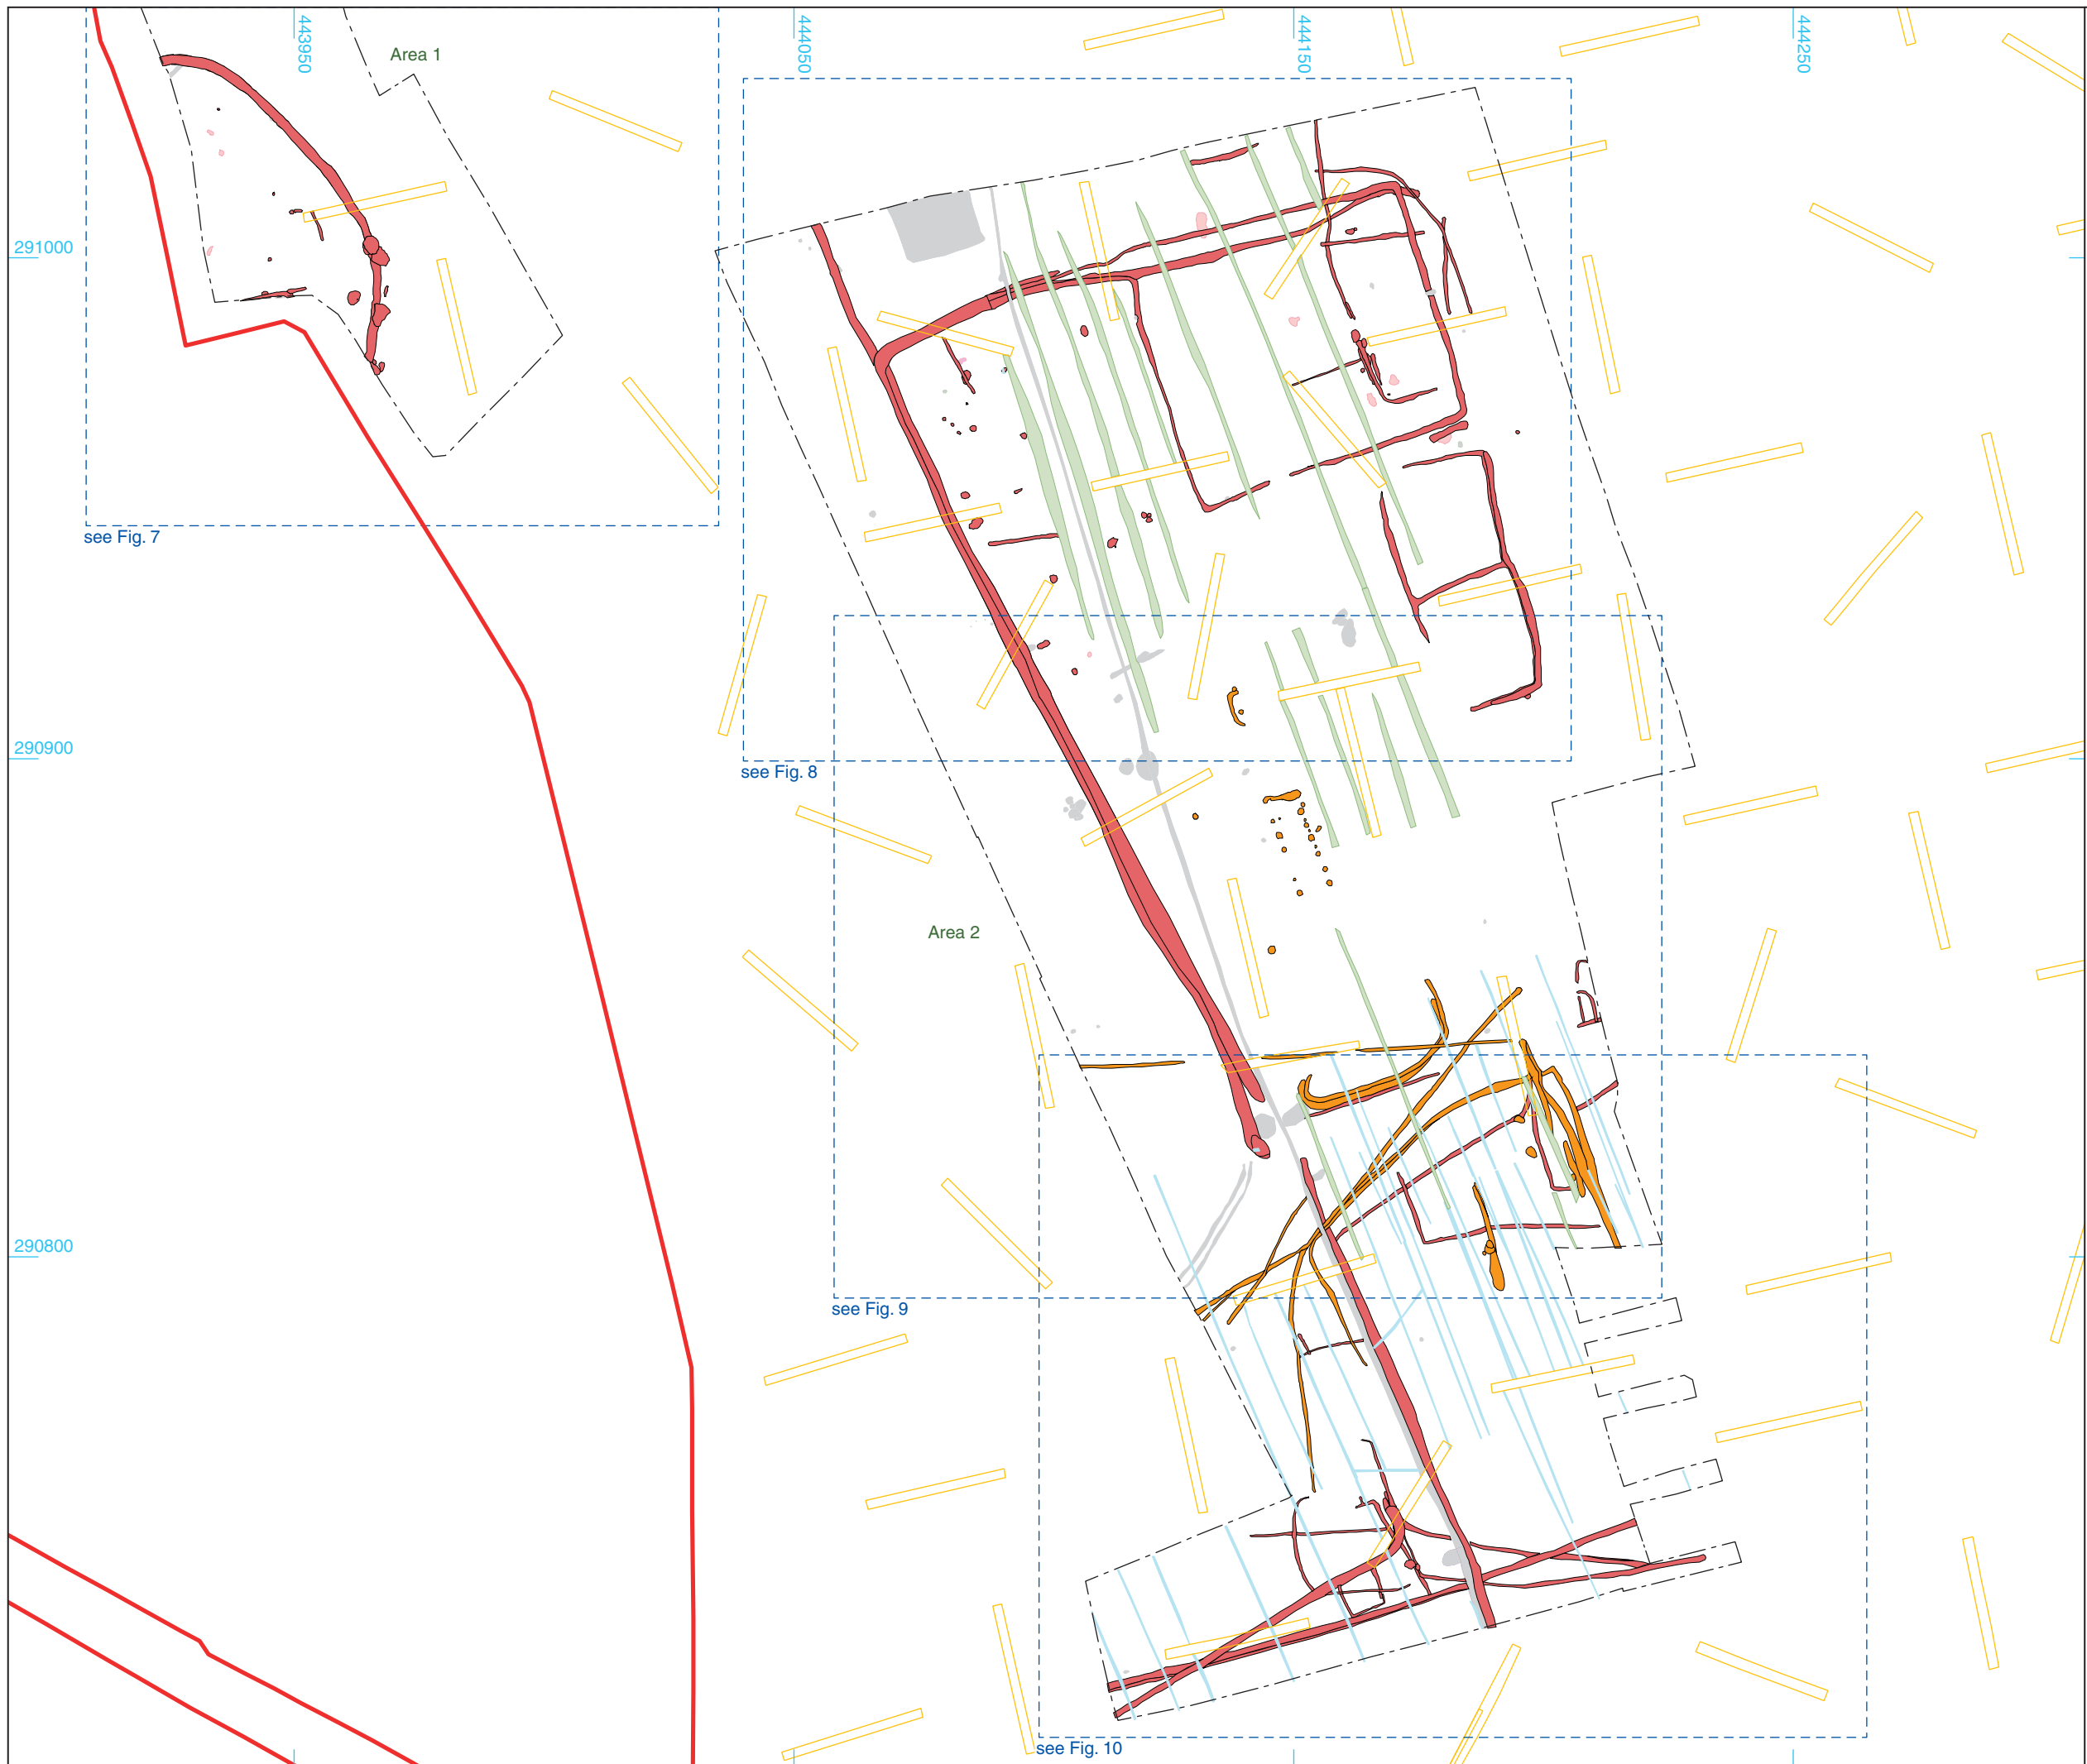 443950
444050
444150
444250
Area 1
291000
see Fig. 7
290900
see Fig. 8
Area 2
290800
see Fig. 9
see Fig. 10